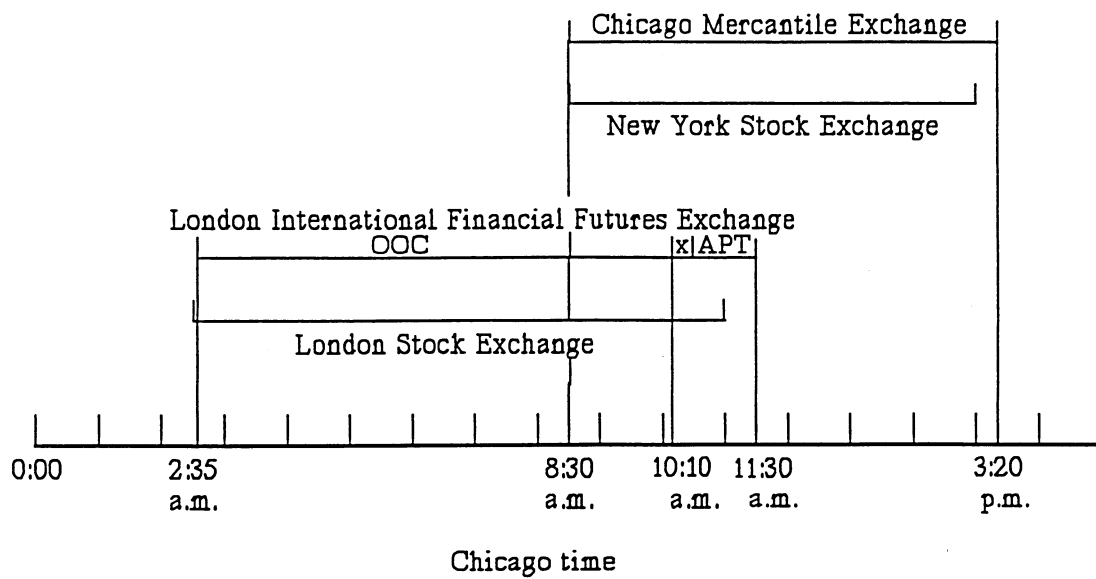 Chicago Mercantile Exchange
New York Stock Exchange
London International Financial Futures Exchange
OOC x APT
London Stock Exchange
0:00 2:35 8:30 10:10 11:30 3:20
a.m. a.m. a.m. a.m. p.m.
Chicago time